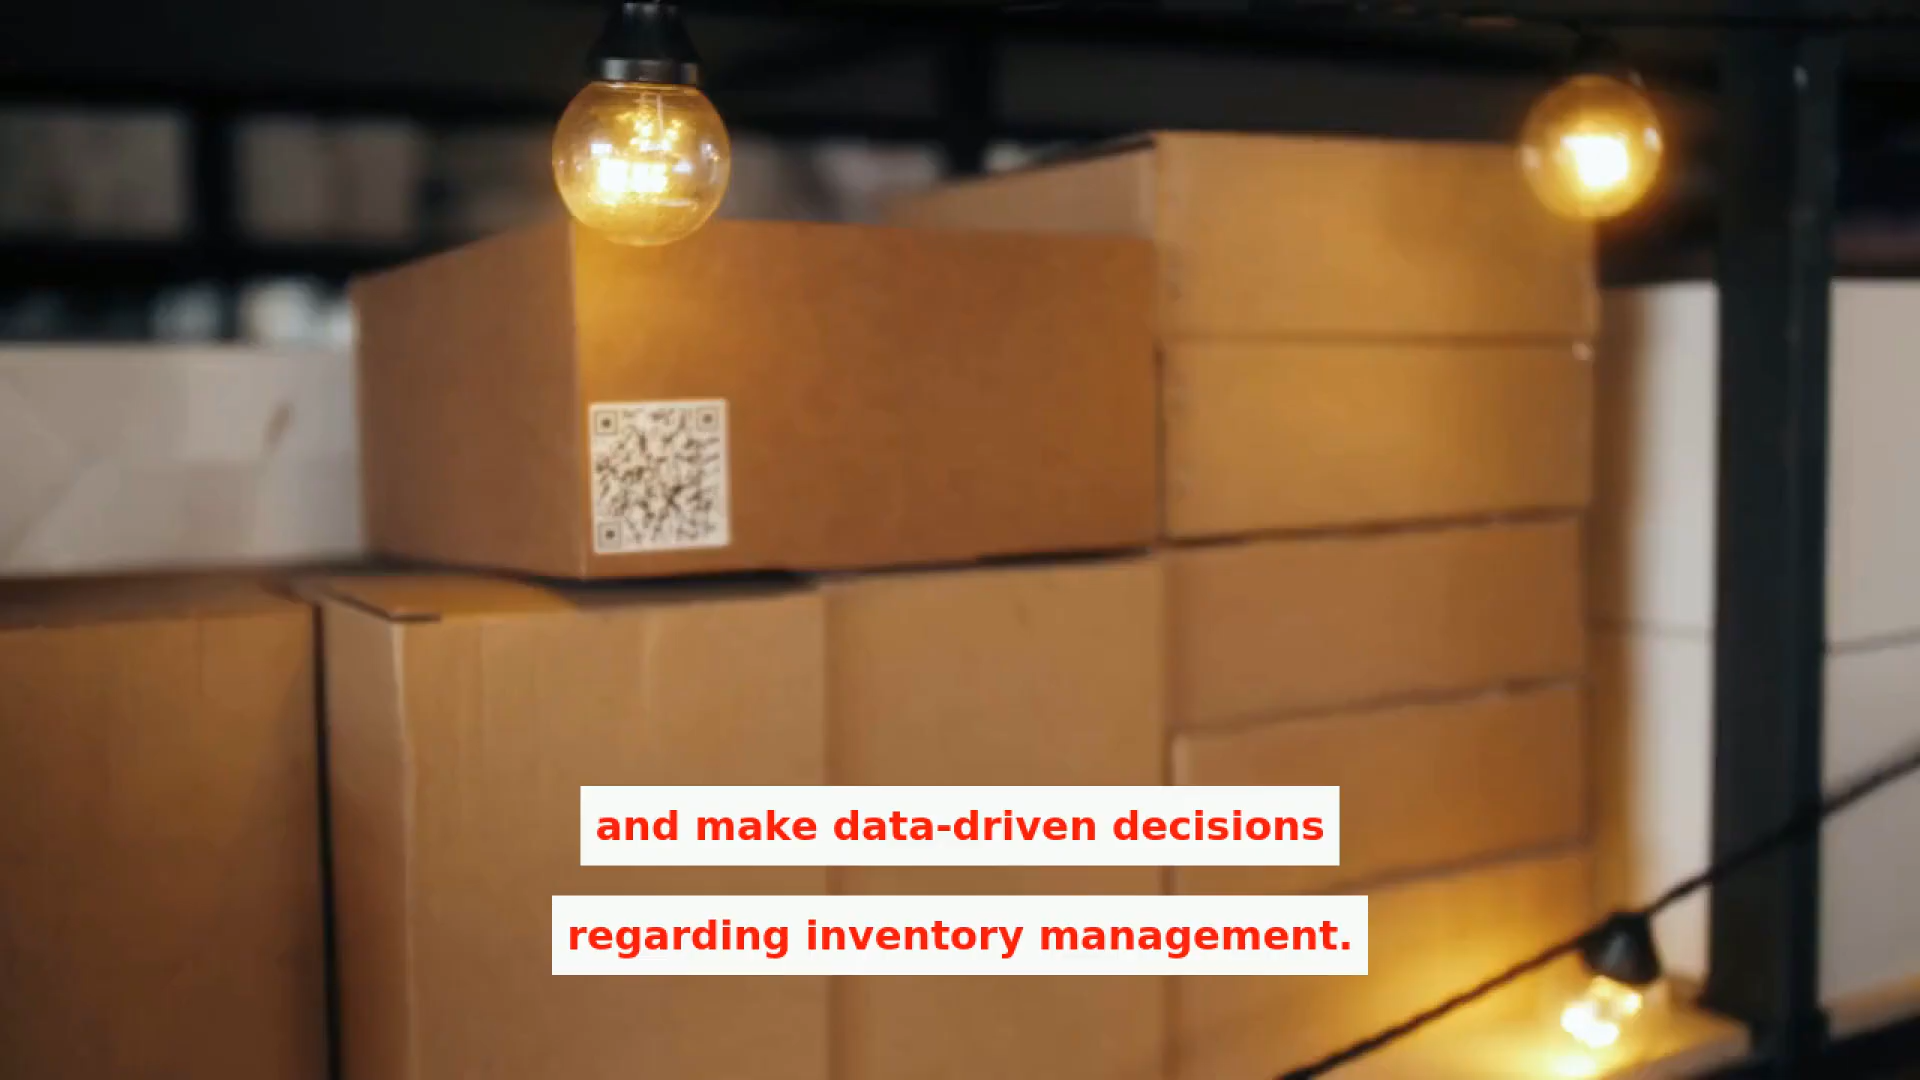 and make data-driven decisions
regarding inventory management.